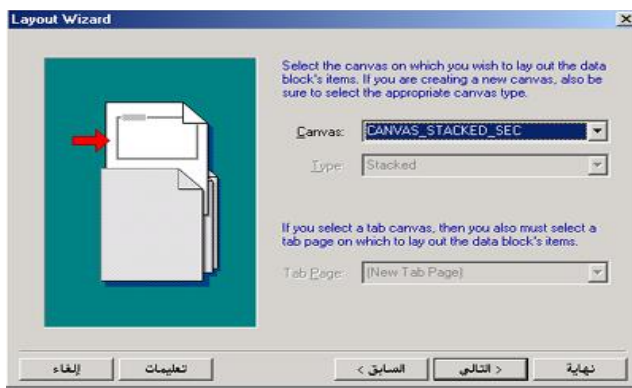 Layout Wizard
Select the canvas on which you wish to lay out the data
block's items. If you are creating a new canvas, also be
sure to select the appropriate canvas type.
Canvas: CANVAS_STACKED_SEC
Type: Stacked
If you select a tab canvas, then you also must select a
tab page on which to lay out the data block's items.
Tab Page: (New Tab Page)
إلغاء تعليمات السابق > < التالي نهاية